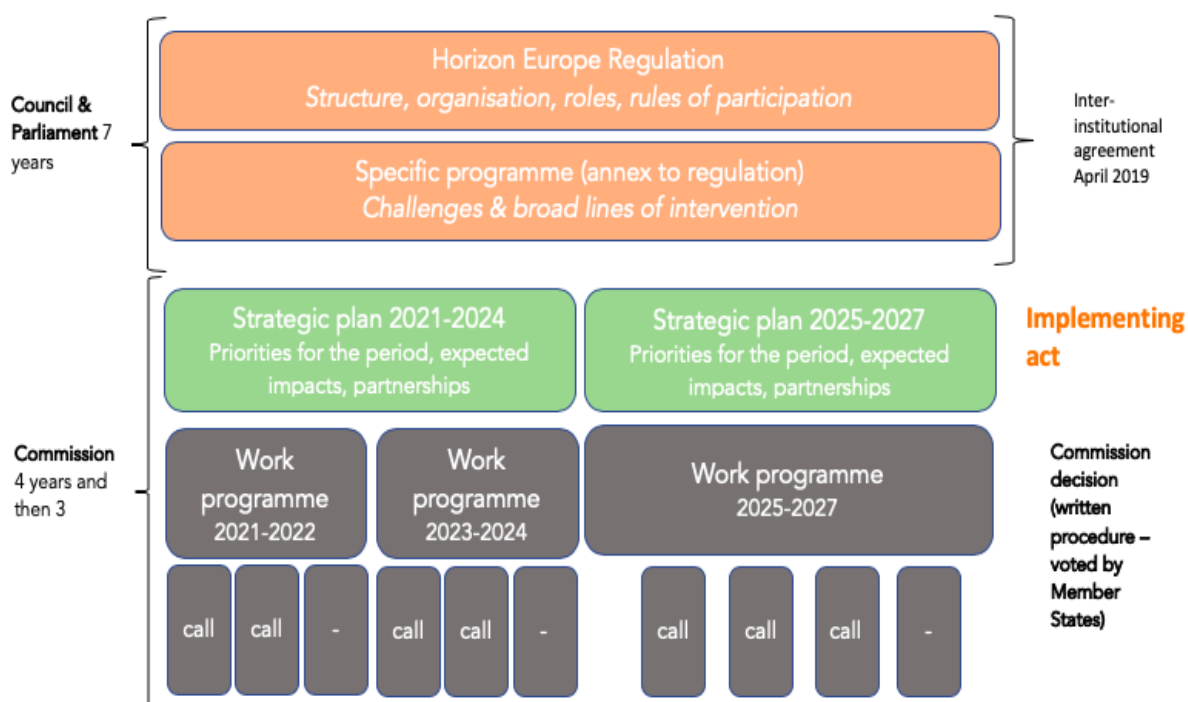 Council &
Parliament 7
years
Horizon Europe Regulation
Structure, organisation, roles, rules of participation
Specific programme (annex to regulation)
Challenges & broad lines of intervention
Inter-
institutional
agreement
April 2019
Strategic plan 2021-2024
Priorities for the period, expected
impacts, partnerships
Strategic plan 2025-2027
Priorities for the period, expected
impacts, partnerships
Implementing
act
Commission
4 years and
then 3
Work
programme
2021-2022
Work
programme
2023-2024
Work programme
2025-2027
Commission
decision
(written
procedure –
voted by
Member
States)
call
call
-
call
call
-
call
call
call
-